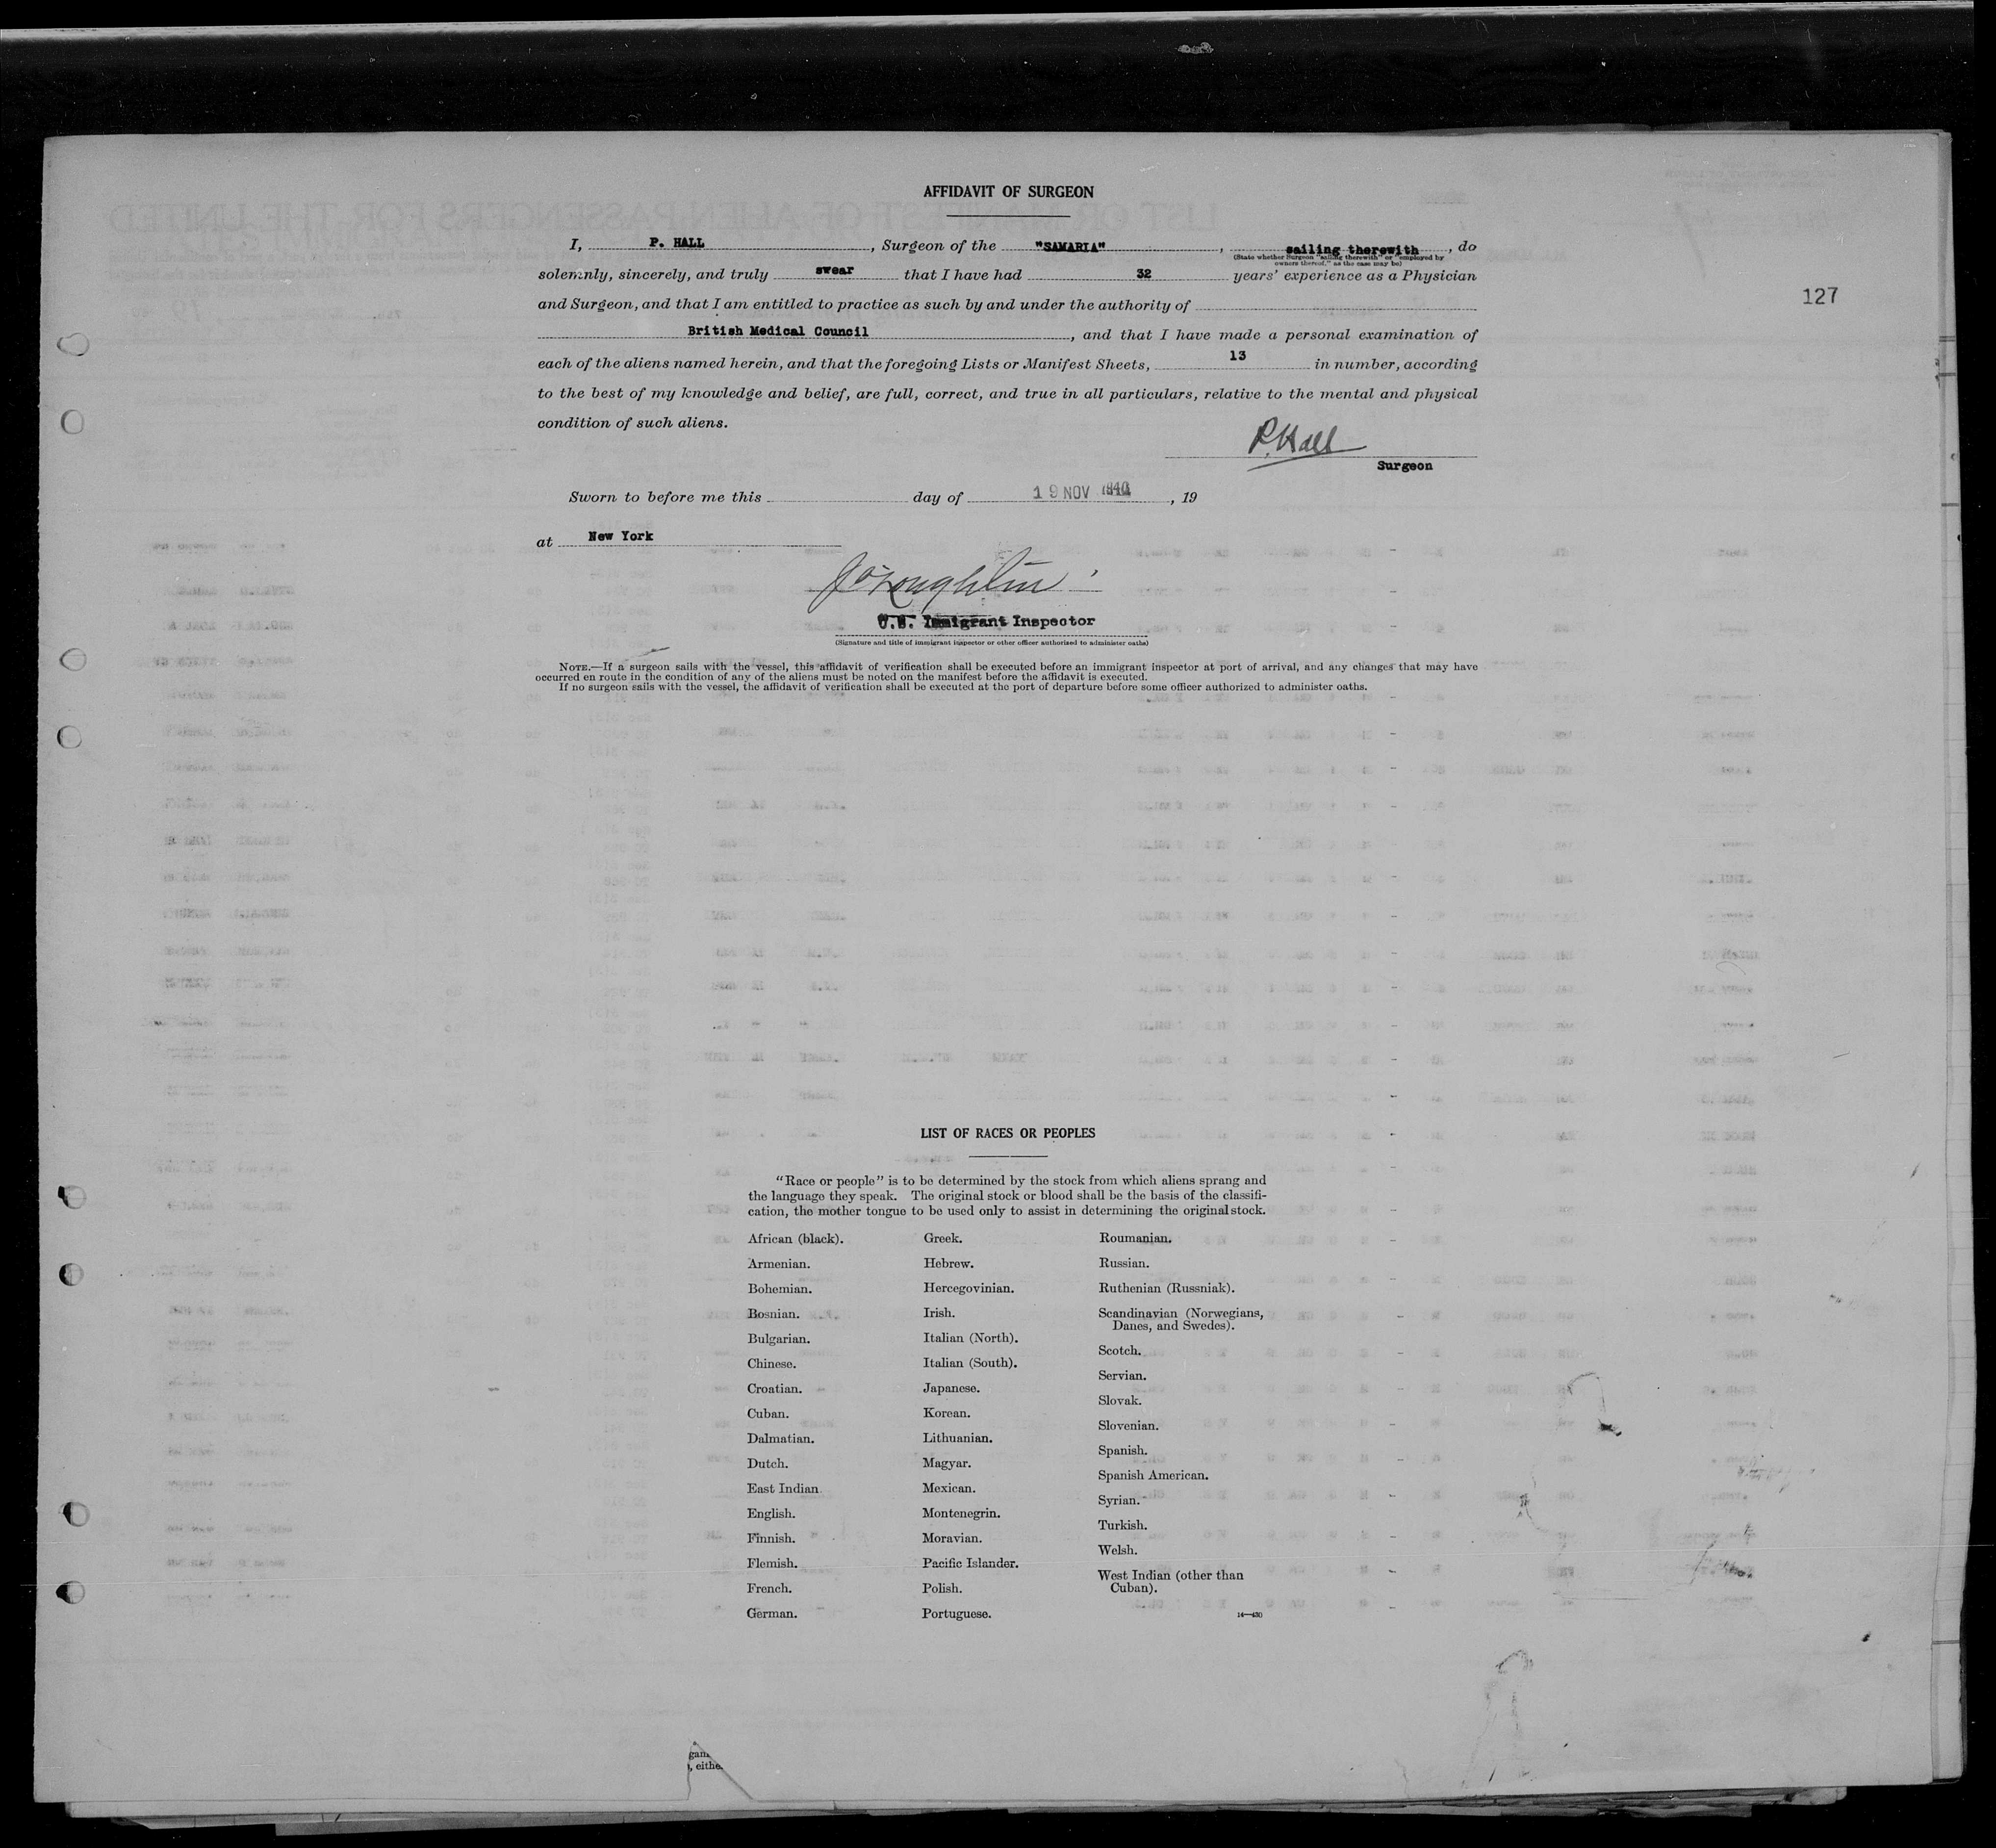 AFFIDAVIT OF SURGEON
I, P. HALL, Surgeon of the "SAMARIA", sailing therewith, do
(State whether Surgeon "sailing therewith" or "employed by
owners thereof," as the case may be)
solemnly, sincerely, and truly swear that I have had 32 years' experience as a Physician
and Surgeon, and that I am entitled to practice as such by and under the authority of
British Medical Council, and that I have made a personal examination of
each of the aliens named herein, and that the foregoing Lists or Manifest Sheets, 13 in number, according
to the best of my knowledge and belief, are full, correct, and true in all particulars, relative to the mental and physical
condition of such aliens.
P. Hall
Surgeon
Sworn to before me this day of 19 NOV 1940, 19
at New York
U.S. Immigrant Inspector
(Signature and title of immigrant inspector or other officer authorized to administer oaths)
NOTE.—If a surgeon sails with the vessel, this affidavit of verification shall be executed before an immigrant inspector at port of arrival, and any changes that may have
occurred en route in the condition of any of the aliens must be noted on the manifest before the affidavit is executed.
If no surgeon sails with the vessel, the affidavit of verification shall be executed at the port of departure before some officer authorized to administer oaths.
127
LIST OF RACES OR PEOPLES
"Race or people" is to be determined by the stock from which aliens sprang and
the language they speak. The original stock or blood shall be the basis of the classifi-
cation, the mother tongue to be used only to assist in determining the original stock.
African (black).
Armenian.
Bohemian.
Bosnian.
Bulgarian.
Chinese.
Croatian.
Cuban.
Dalmatian.
Dutch.
East Indian
English.
Finnish.
Flemish.
French.
German.
Greek.
Hebrew.
Hercegovinian.
Irish.
Italian (North).
Italian (South).
Japanese.
Korean.
Lithuanian.
Magyar.
Mexican.
Montenegrin.
Moravian.
Pacific Islander.
Polish.
Portuguese.
Roumanian.
Russian.
Ruthenian (Russniak).
Scandinavian (Norwegians,
Danes, and Swedes).
Scotch.
Servian.
Slovak.
Slovenian.
Spanish.
Spanish American.
Syrian.
Turkish.
Welsh.
West Indian (other than
Cuban).
14—430